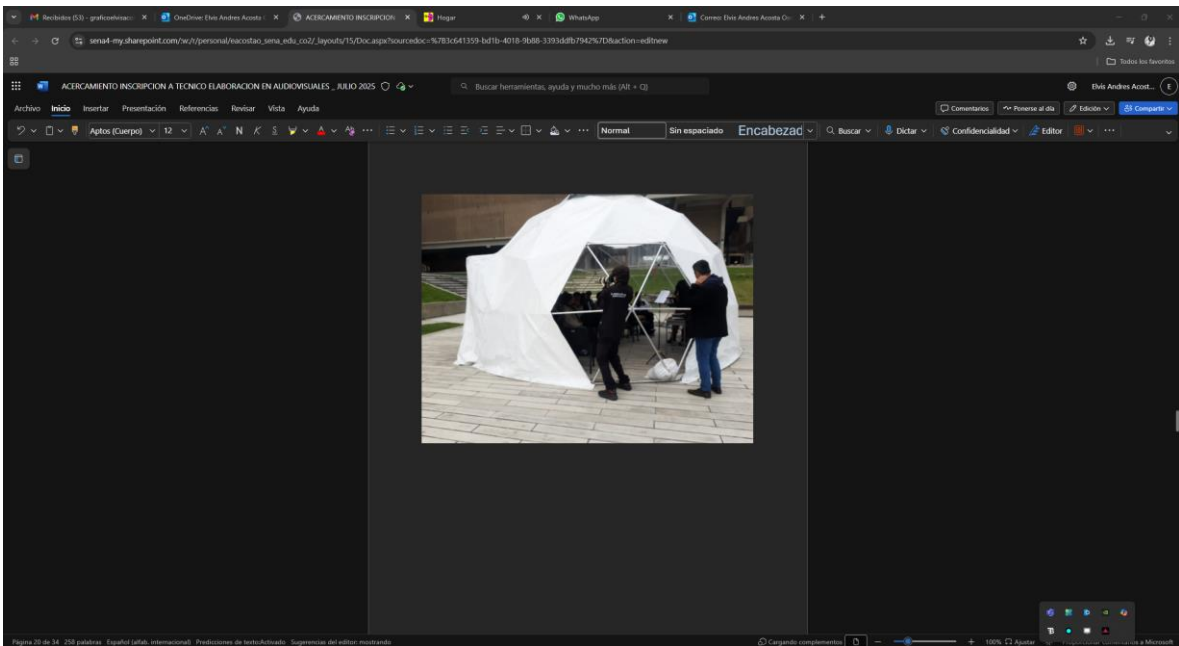 Recibidos (53) - graficoelvisaco
OneDrive: Elvis Andres Acosta
ACERCAMIENTO INSCRIPCION
Hogar
WhatsApp
Correo: Elvis Andres Acosta
sena4-my.sharepoint.com/:w:/r/personal/eacostao_sena_edu_co2/_layouts/15/Doc.aspx?sourcedoc=%7B3c641359-bd1b-4018-9b88-3393ddfb7942%7D&action=editnew
Todos los favoritos
ACERCAMIENTO INSCRIPCION A TECNICO ELABORACION EN AUDIOVISUALES _ JULIO 2025
Buscar herramientas, ayuda y mucho más (Alt + Q)
Elvis Andres Acost... E
Archivo Inicio Insertar Presentación Referencias Revisar Vista Ayuda
Comentarios Ponerse al día Edición Compartir
Aptos (Cuerpo) 12 N K S Normal Sin espaciado Encabezad Buscar Dictar Confidencialidad Editor
Página 20 de 34 258 palabras Español (alfab. internacional) Predicciones de texto: Activado Sugerencias del editor: mostrando
Cargando complementos 100% Ajustar a Microsoft